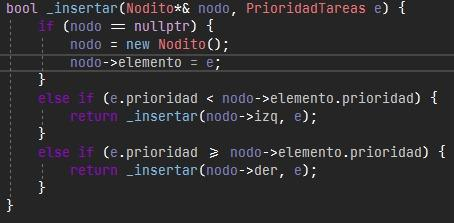 bool _insertar(Nodito*& nodo, PrioridadTareas e) {
    if (nodo == nullptr) {
        nodo = new Nodito();
        nodo->elemento = e;
    }
    else if (e.prioridad < nodo->elemento.prioridad) {
        return _insertar(nodo->izq, e);
    }
    else if (e.prioridad >= nodo->elemento.prioridad) {
        return _insertar(nodo->der, e);
    }
}